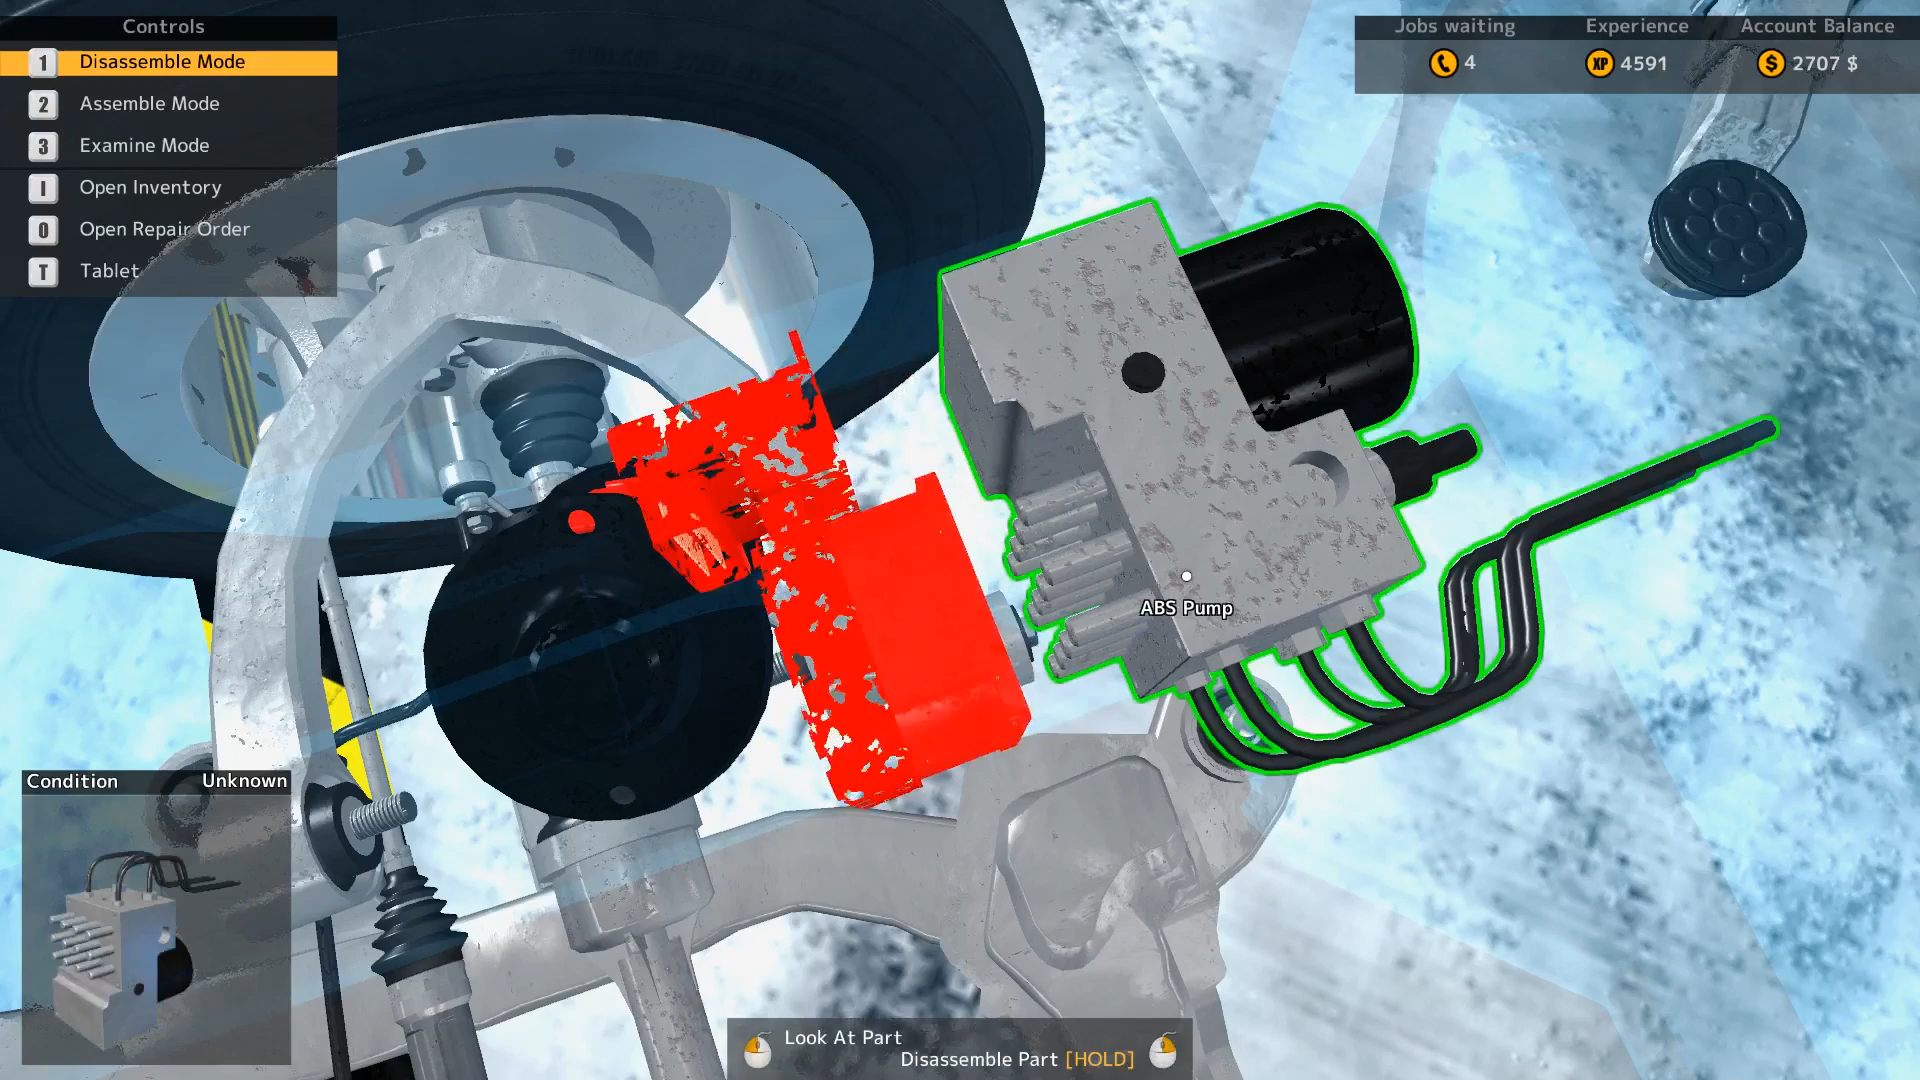 Controls
1 Disassemble Mode
2 Assemble Mode
3 Examine Mode
I Open Inventory
O Open Repair Order
T Tablet
Jobs waiting Experience Account Balance
4 XP 4591 $ 2707 $
ABS Pump
Condition Unknown
Look At Part
Disassemble Part [HOLD]